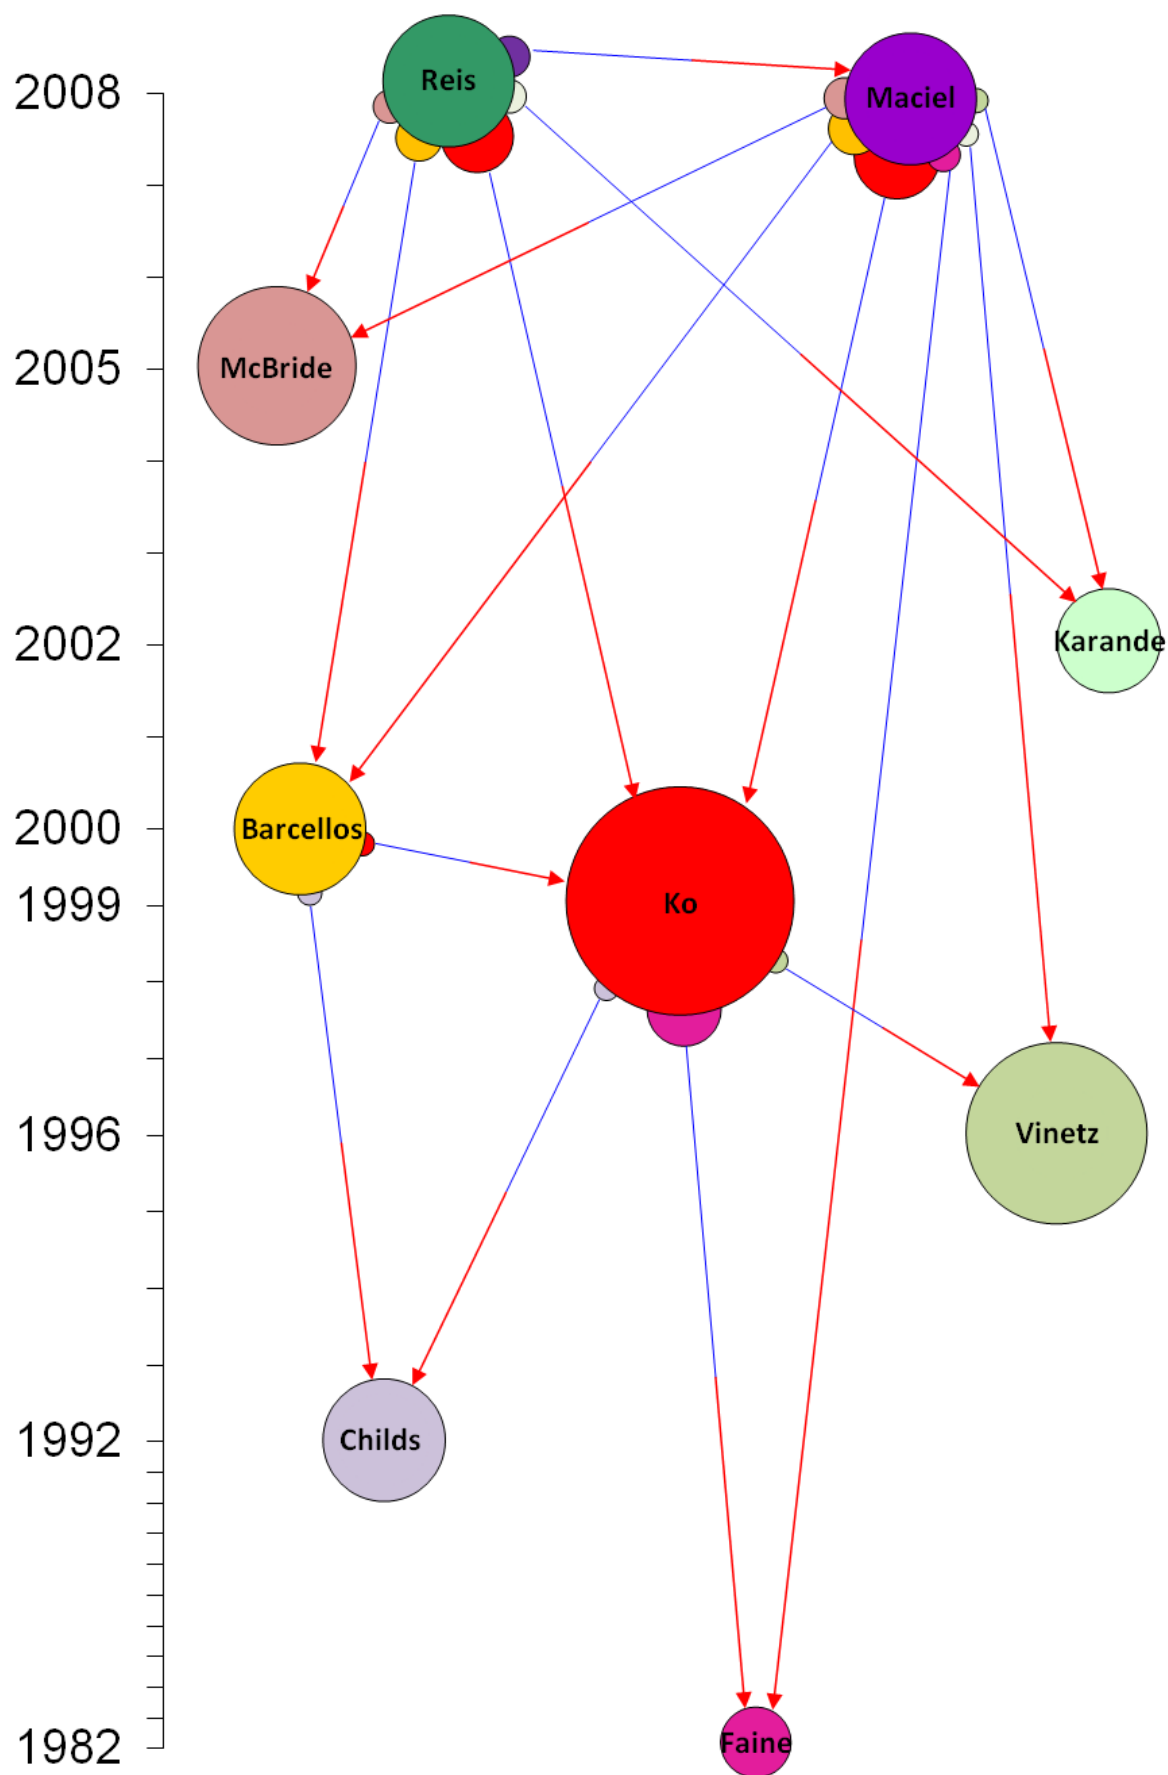 Reis
2008
Maciel
McBride
2005
2002
Karande
2000
Barcellos
1999
Ko
1996
Vinetz
1992
Childs
1982
Faine